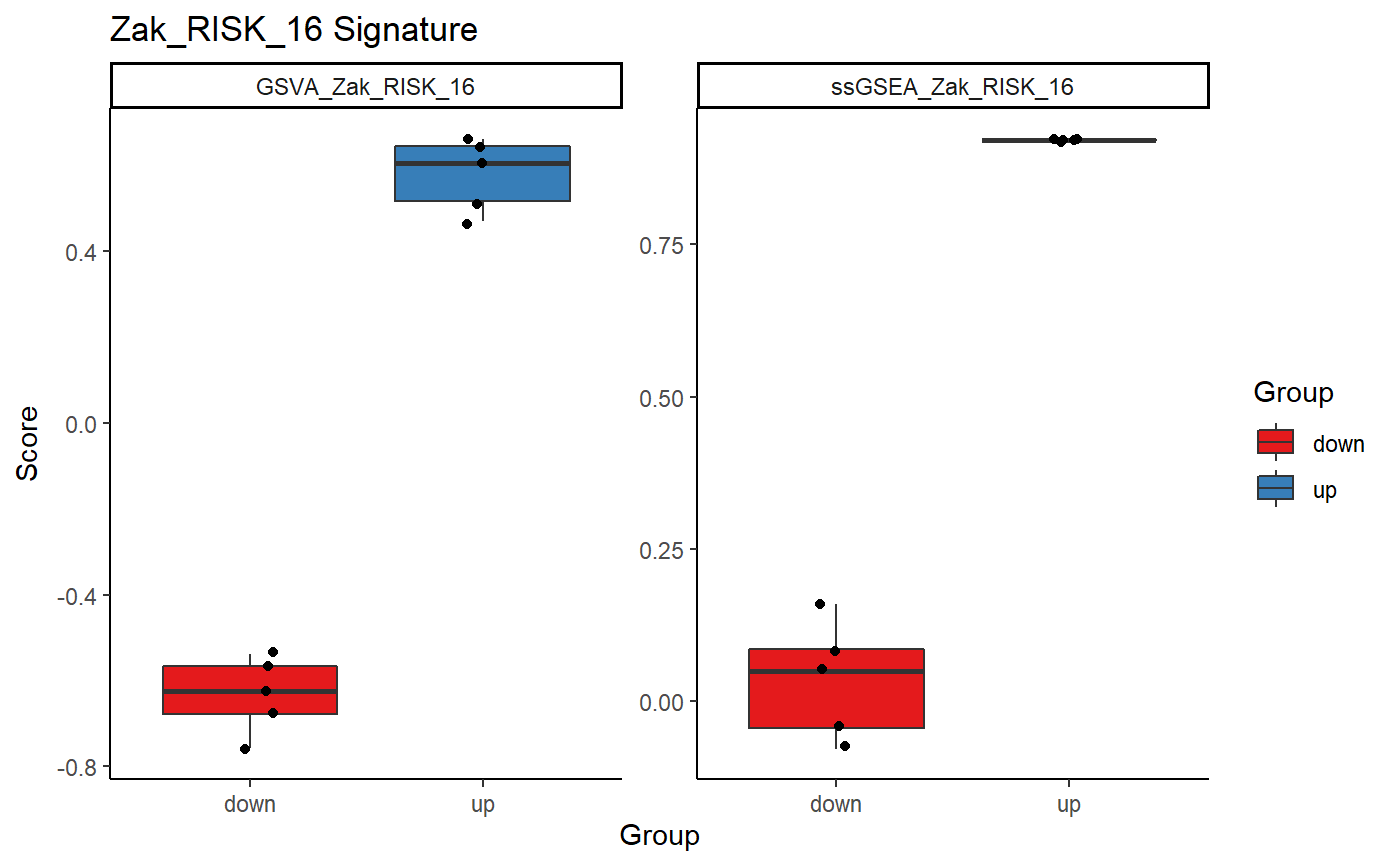 Zak_RISK_16 Signature
GSVA_Zak_RISK_16
ssGSEA_Zak_RISK_16
Score
0.4
0.0
-0.4
-0.8
0.75
0.50
0.25
0.00
down
up
down
up
Group
Group
down
up